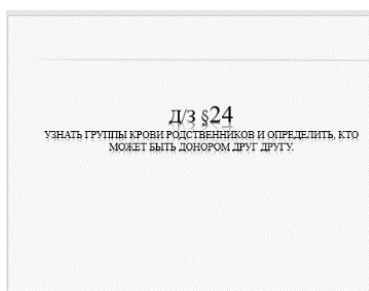 Д/З §24
УЗНАТЬ ГРУППЫ КРОВИ РОДСТВЕННИКОВ И ОПРЕДЕЛИТЬ, КТО
МОЖЕТ БЫТЬ ДОНОРОМ ДРУГ ДРУГУ.